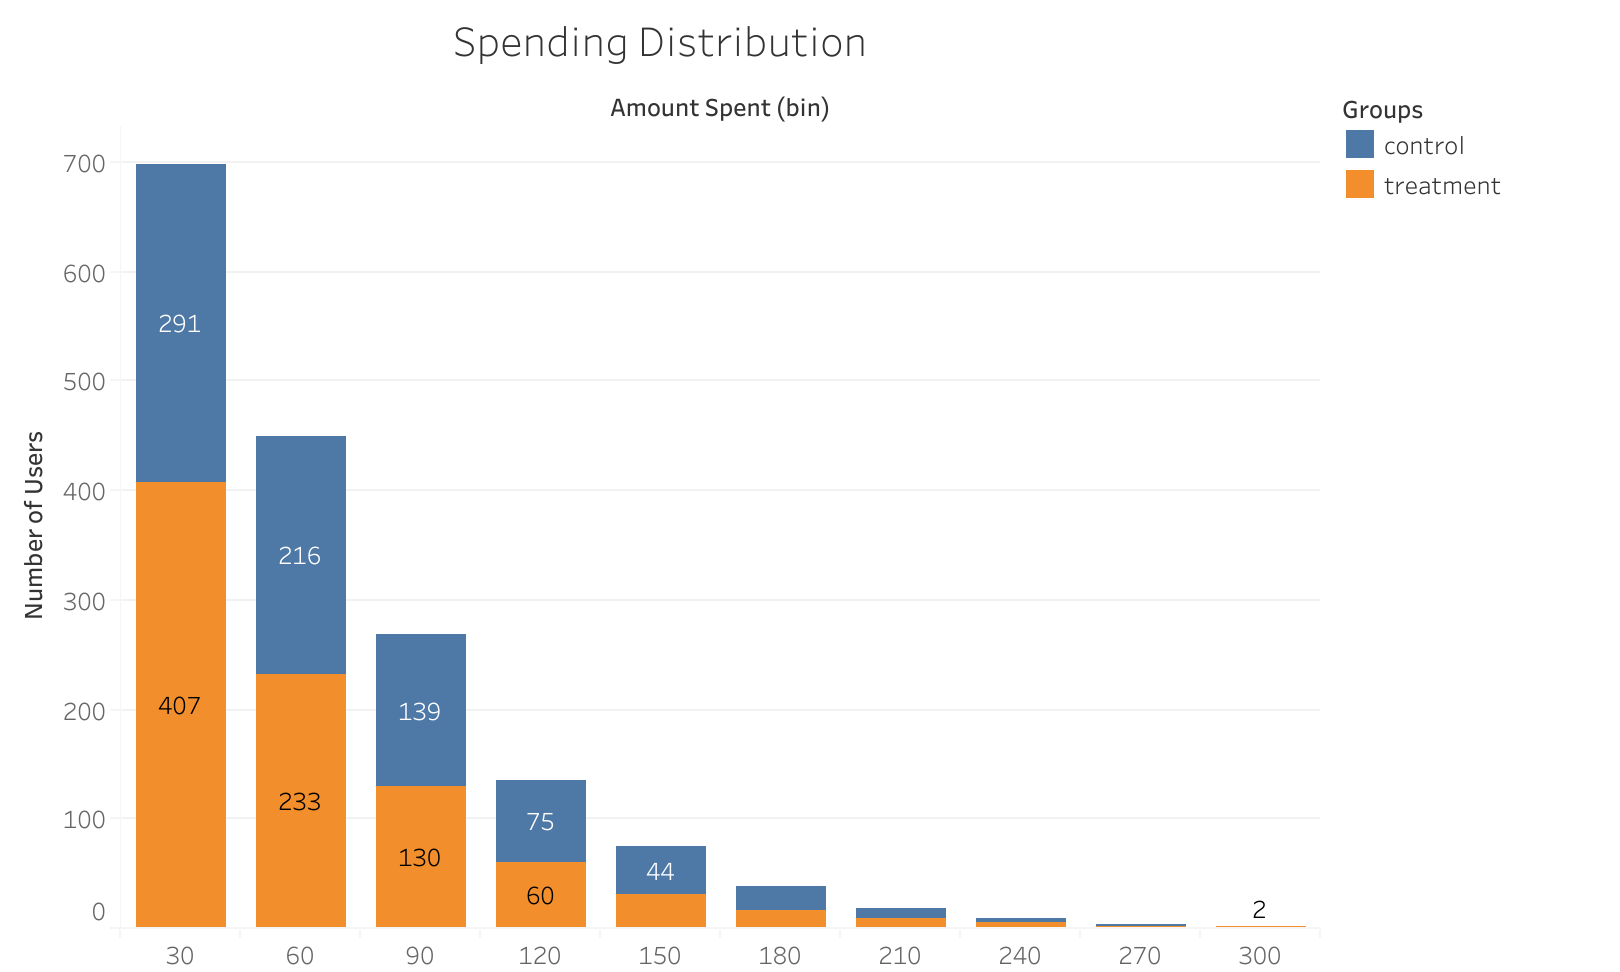 Spending Distribution
Amount Spent (bin)
Groups
control
treatment
Number of Users
700
600
500
400
300
200
100
0
291
407
216
233
139
130
75
60
44
2
30 60 90 120 150 180 210 240 270 300